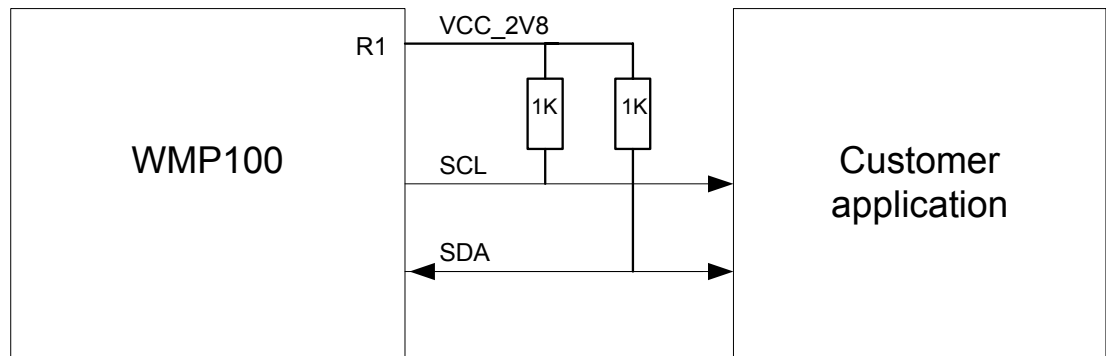 VCC_2V8
R1
1K
1K
WMP100
SCL
Customer
application
SDA